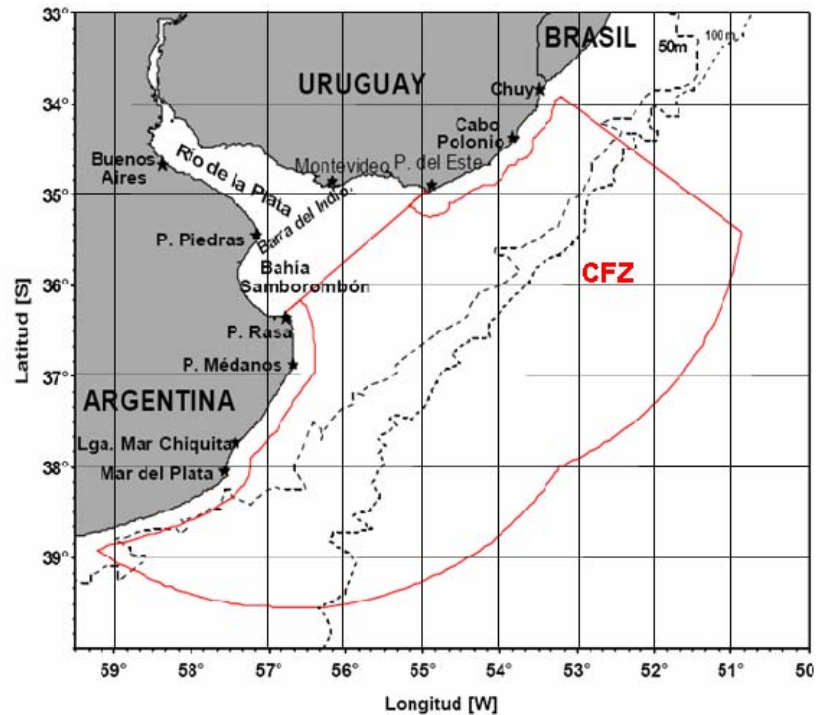 33°
34°
35°
36°
37°
38°
39°
Latitud [S]
BRASIL
50m
100 m.
URUGUAY
Chuy
Cabo
Polonio
Buenos
Aires
Río de la Plata
Montevideo
P. del Este
Barra del Indio.
P. Piedras
Bahía
Samborombón
CFZ
P. Rasa
P. Médanos
ARGENTINA
Lga. Mar Chiquita
Mar del Plata
59°
58°
57°
56°
55°
54°
53°
52°
51°
50
Longitud [W]